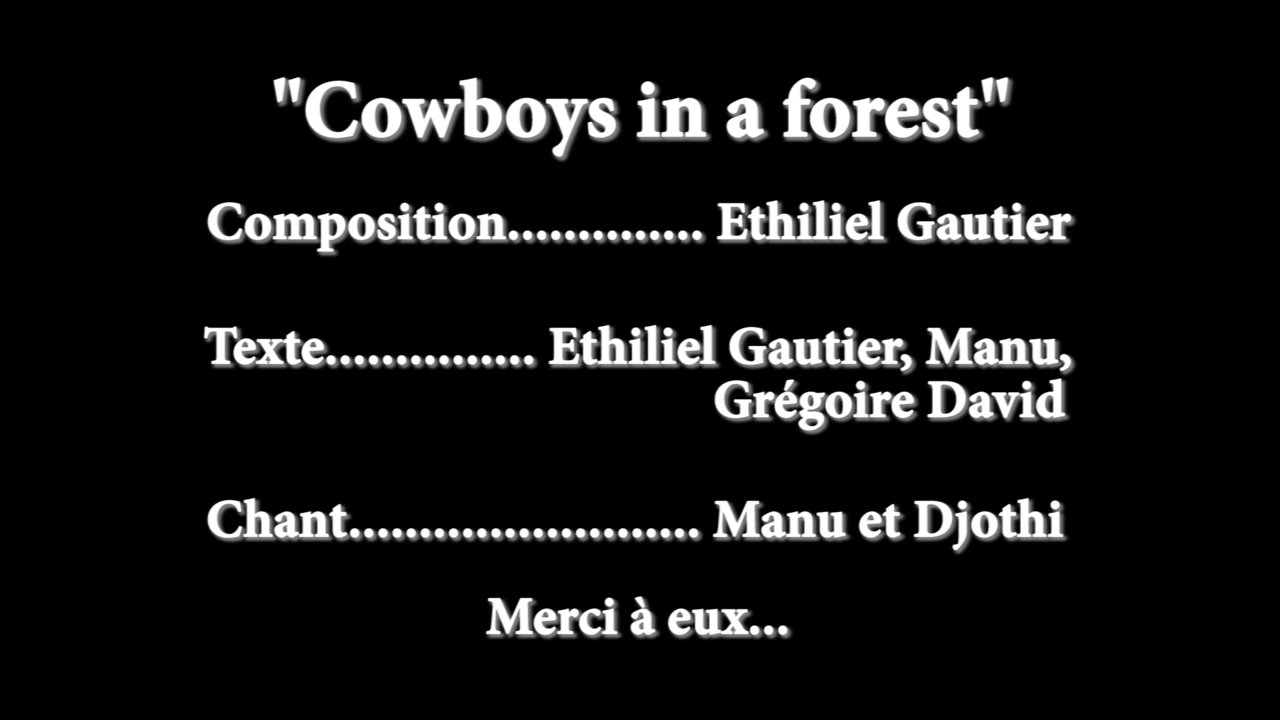 "Cowboys in a forest"
Composition.............. Ethiliel Gautier
Texte............... Ethiliel Gautier, Manu,
Grégoire David
Chant......................... Manu et Djothi
Merci à eux...